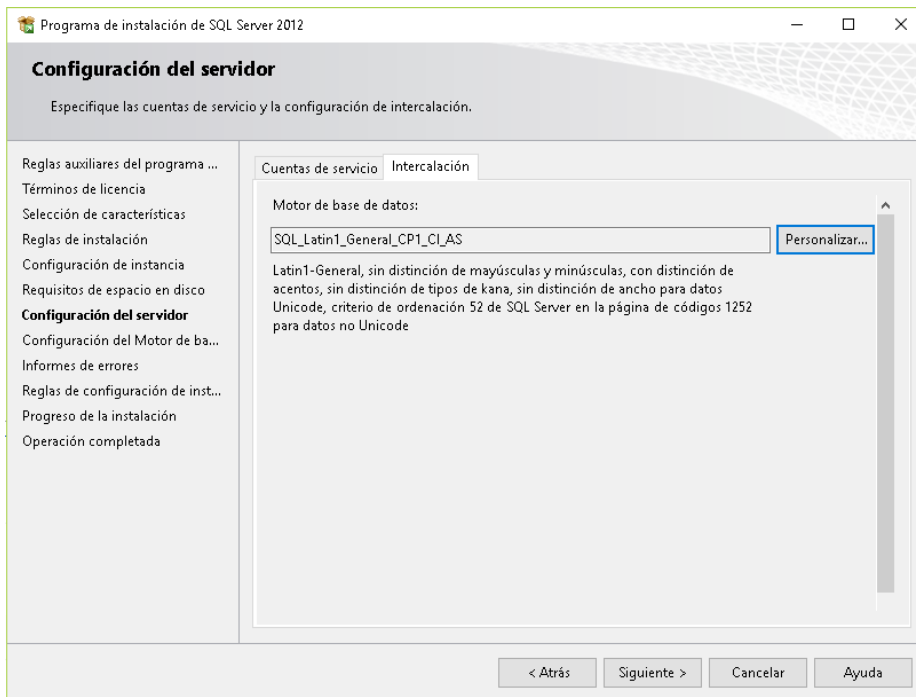 Programa de instalación de SQL Server 2012
Configuración del servidor
Especifique las cuentas de servicio y la configuración de intercalación.
Reglas auxiliares del programa ...
Términos de licencia
Selección de características
Reglas de instalación
Configuración de instancia
Requisitos de espacio en disco
Configuración del servidor
Configuración del Motor de ba...
Informes de errores
Reglas de configuración de inst...
Progreso de la instalación
Operación completada
Cuentas de servicio
Intercalación
Motor de base de datos:
SQL_Latin1_General_CP1_CI_AS
Personalizar...
Latin1-General, sin distinción de mayúsculas y minúsculas, con distinción de
acentos, sin distinción de tipos de kana, sin distinción de ancho para datos
Unicode, criterio de ordenación 52 de SQL Server en la página de códigos 1252
para datos no Unicode
< Atrás
Siguiente >
Cancelar
Ayuda